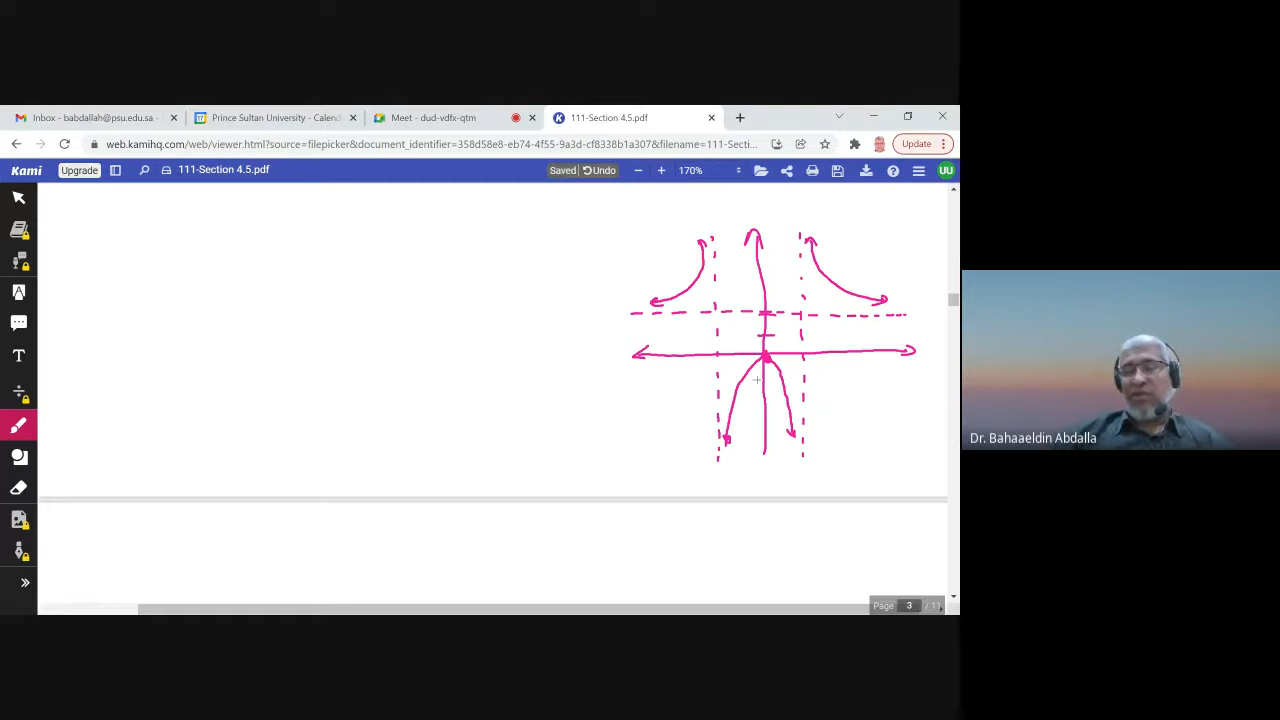 Inbox - babdallah@psu.edu.sa -
Prince Sultan University - Calend
Meet - dud-vdfx-qtm
111-Section 4.5.pdf
web.kamihq.com/web/viewer.html?source=filepicker&document_identifier=358d58e8-eb74-4f55-9a3d-cf8338b1a307&filename=111-Secti...
Update
Kami
Upgrade
111-Section 4.5.pdf
Saved
Undo
170%
UU
Dr. Bahaaeldin Abdalla
Page 3 / 11